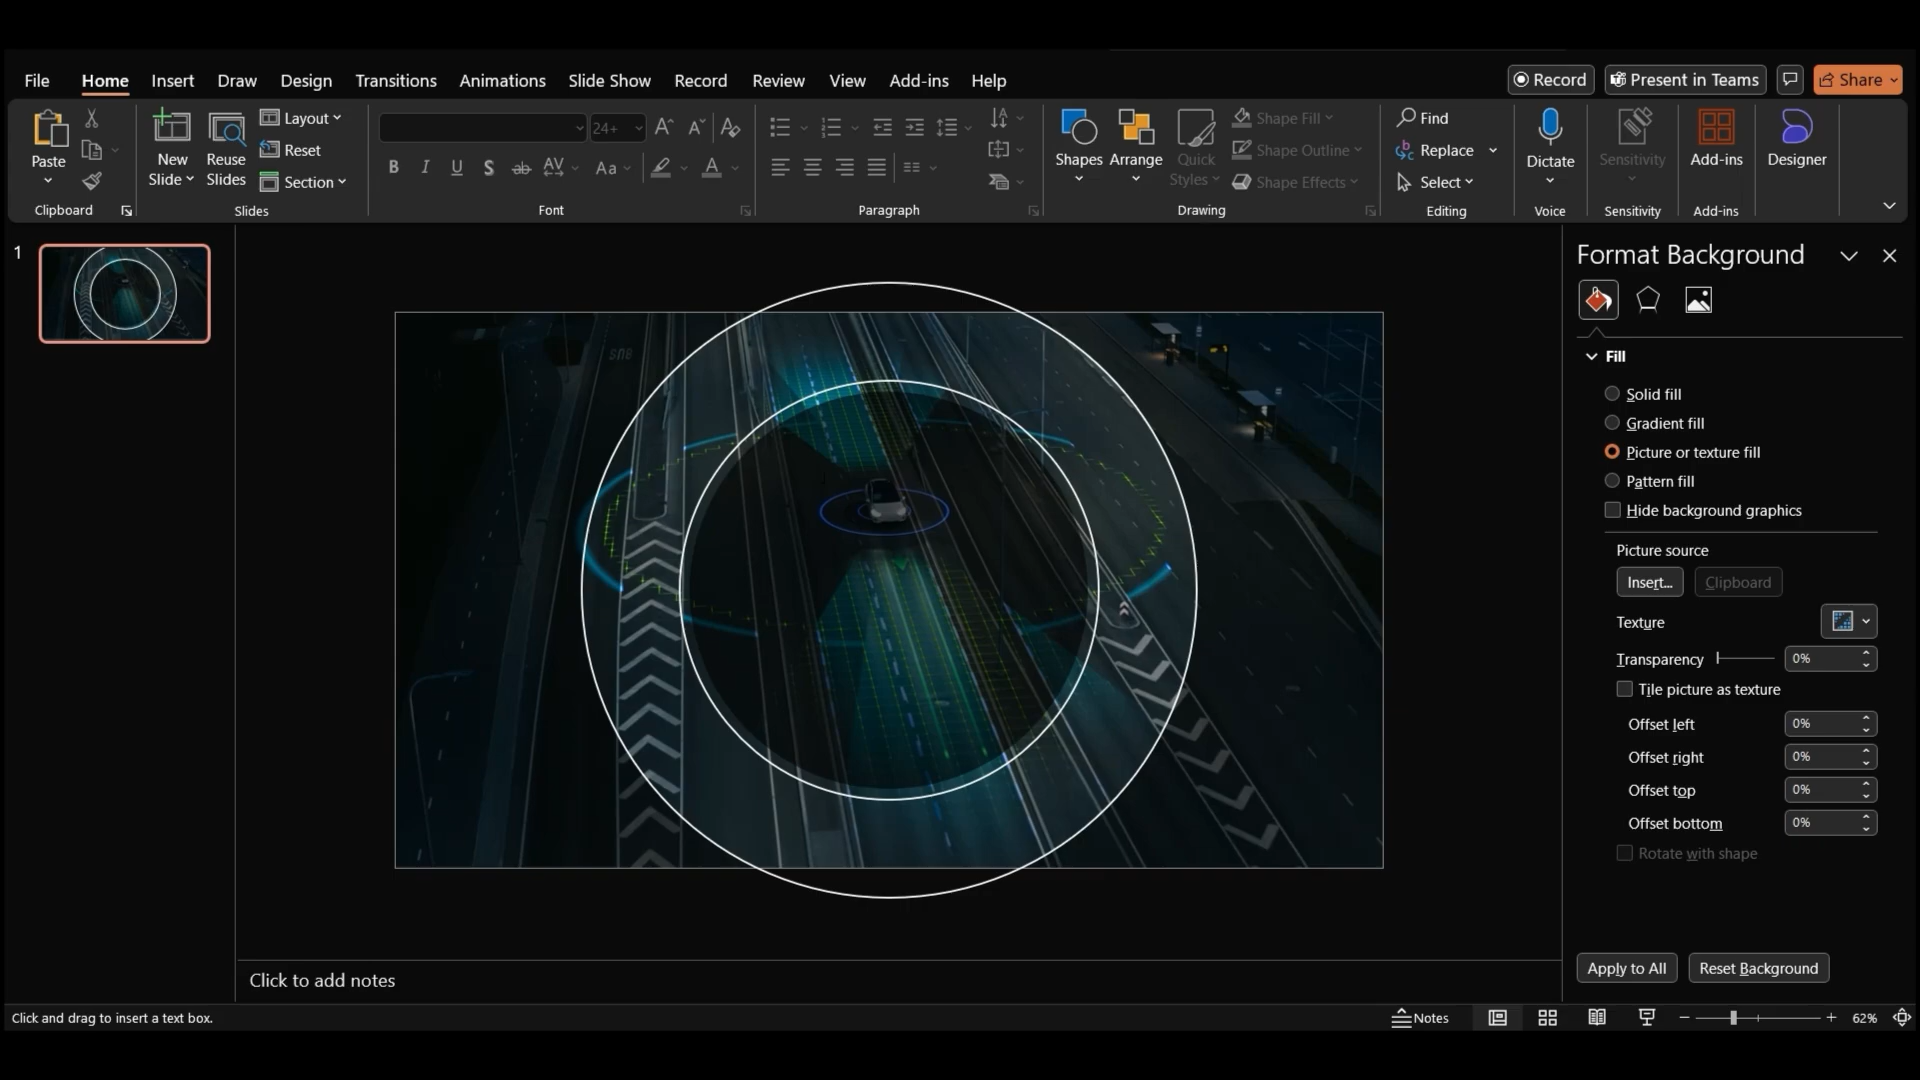 File Home Insert Draw Design Transitions Animations Slide Show Record Review View Add-ins Help Record Present in Teams Share
Paste
New Slide
Reuse Slides
Layout
Reset
Section
24+
B I U S ab AV Aa A
Shapes
Arrange
Quick Styles
Shape Fill
Shape Outline
Shape Effects
Find
Replace
Select
Dictate
Sensitivity
Add-ins
Designer
Clipboard Slides Font Paragraph Drawing Editing Voice Sensitivity Add-ins
1
BUS
Format Background
Fill
Solid fill
Gradient fill
Picture or texture fill
Pattern fill
Hide background graphics
Picture source
Insert... Clipboard
Texture
Transparency 0%
Tile picture as texture
Offset left 0%
Offset right 0%
Offset top 0%
Offset bottom 0%
Rotate with shape
Apply to All Reset Background
Click to add notes
Click and drag to insert a text box. Notes 62%